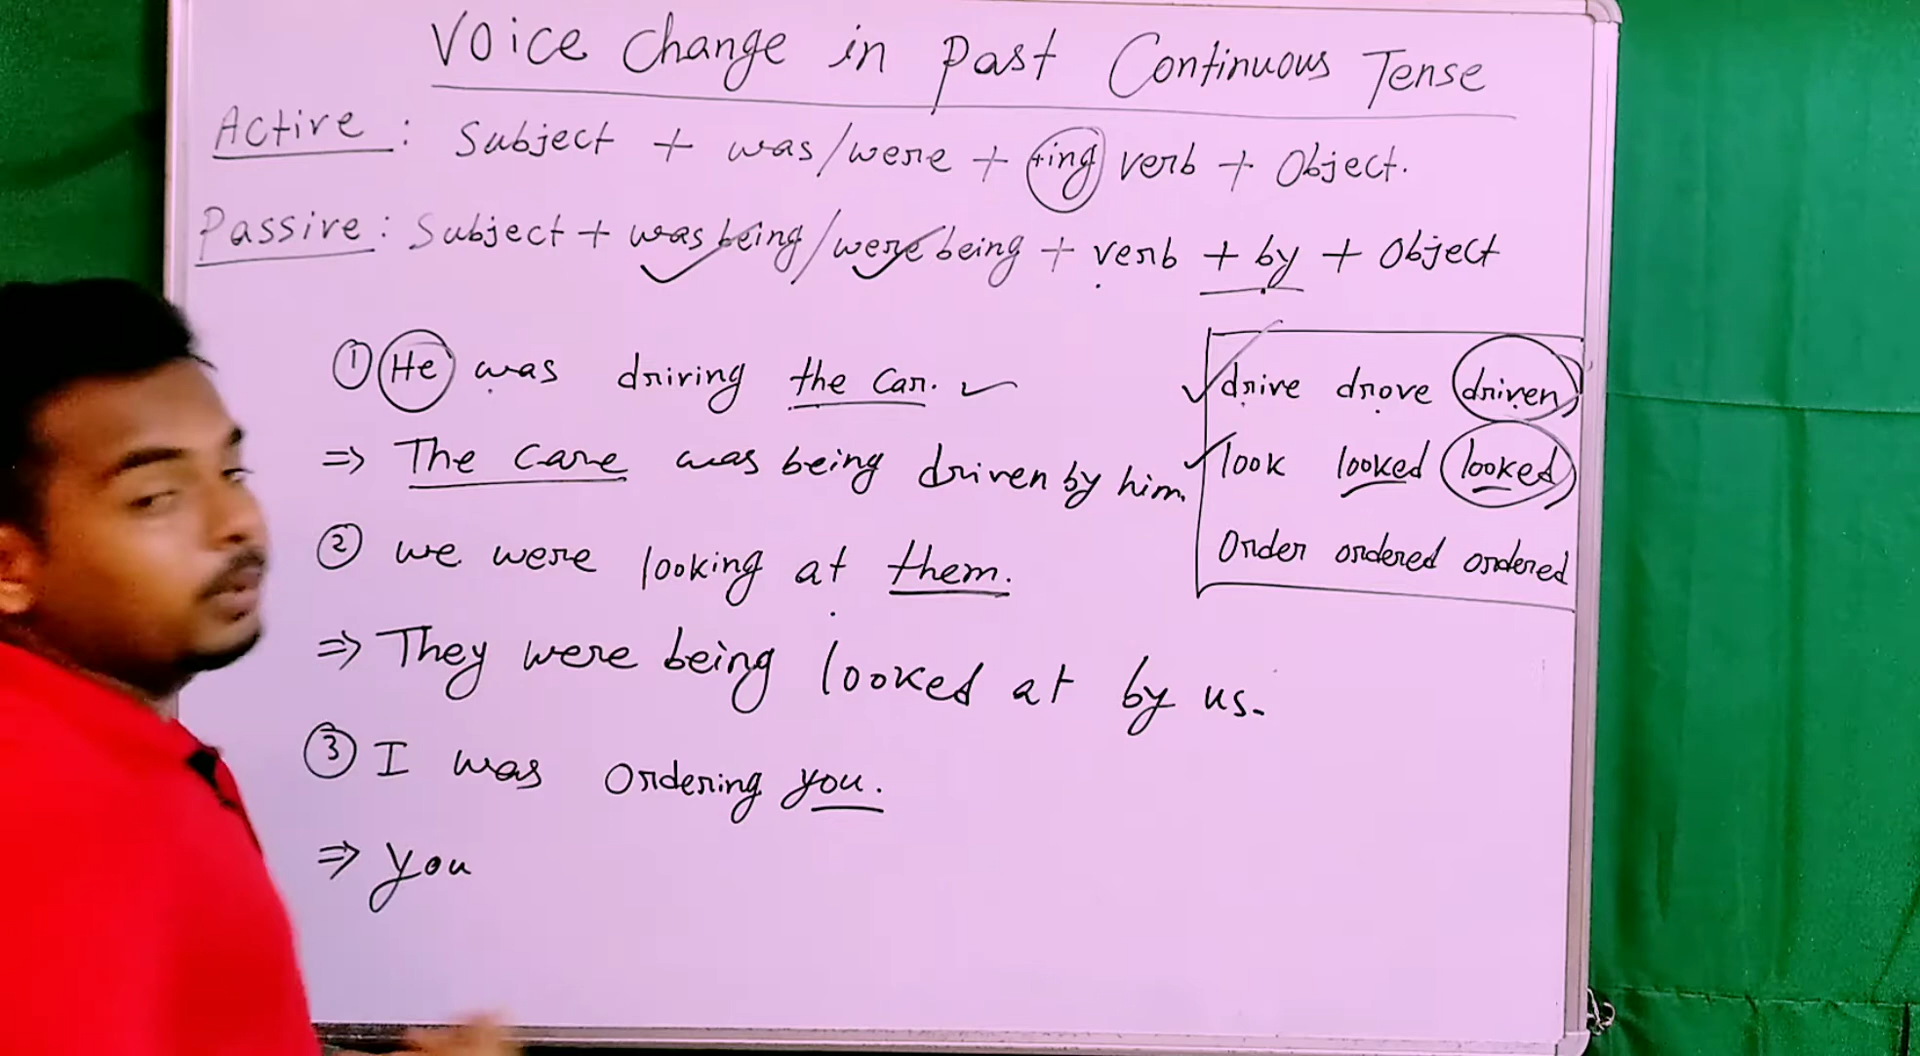 Voice Change in Past Continuous Tense
Active : Subject + was/were + +ing verb + Object.
Passive : Subject + was being/were being + verb + by + Object
① He was driving the car.
⇒ The Care was being driven by him.
② we were looking at them.
⇒ They were being looked at by us.
③ I was Ordering you.
⇒ you
drive drove driven
look looked looked
Order ordered ordered